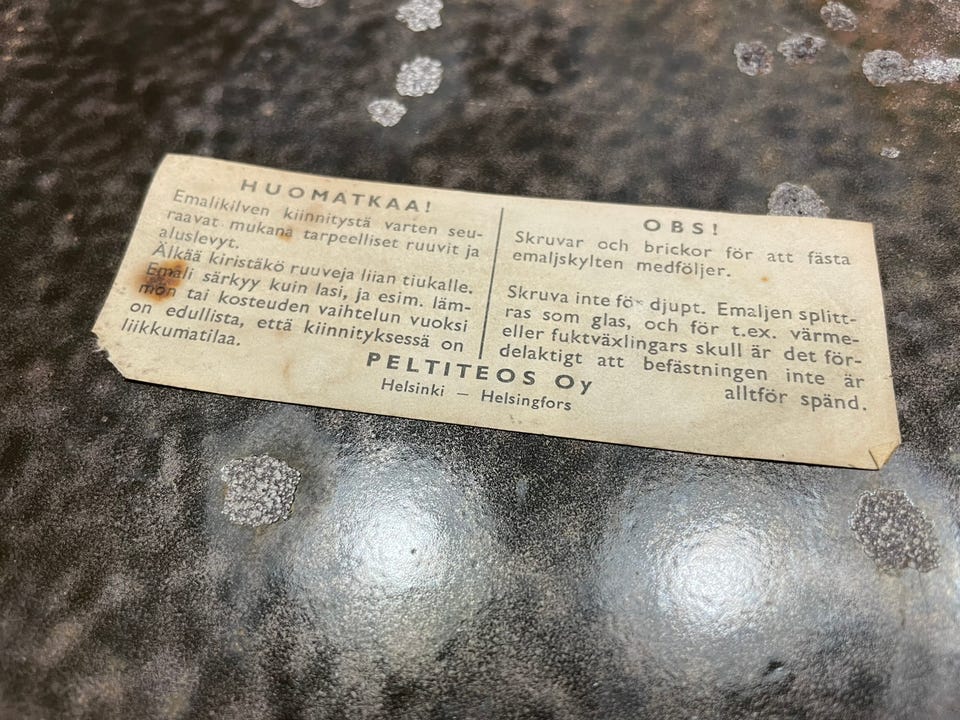 HUOMATKAA!
Emalikilven kiinnitystä varten seu-
raavat mukana tarpeelliset ruuvit ja
aluslevyt.
Älkää kiristäkö ruuveja liian tiukalle.
Emali särkyy kuin lasi, ja esim. läm-
mön tai kosteuden vaihtelun vuoksi
on edullista, että kiinnityksessä on
liikkumatilaa.
OBS!
Skruvar och brickor för att fästa
emaljskylten medföljer.
Skruva inte för djupt. Emaljen splitt-
ras som glas, och för t.ex. värme-
eller fuktväxlingars skull är det för-
delaktigt att befästningen inte är
alltför spänd.
PELTITEOS Oy
Helsinki — Helsingfors